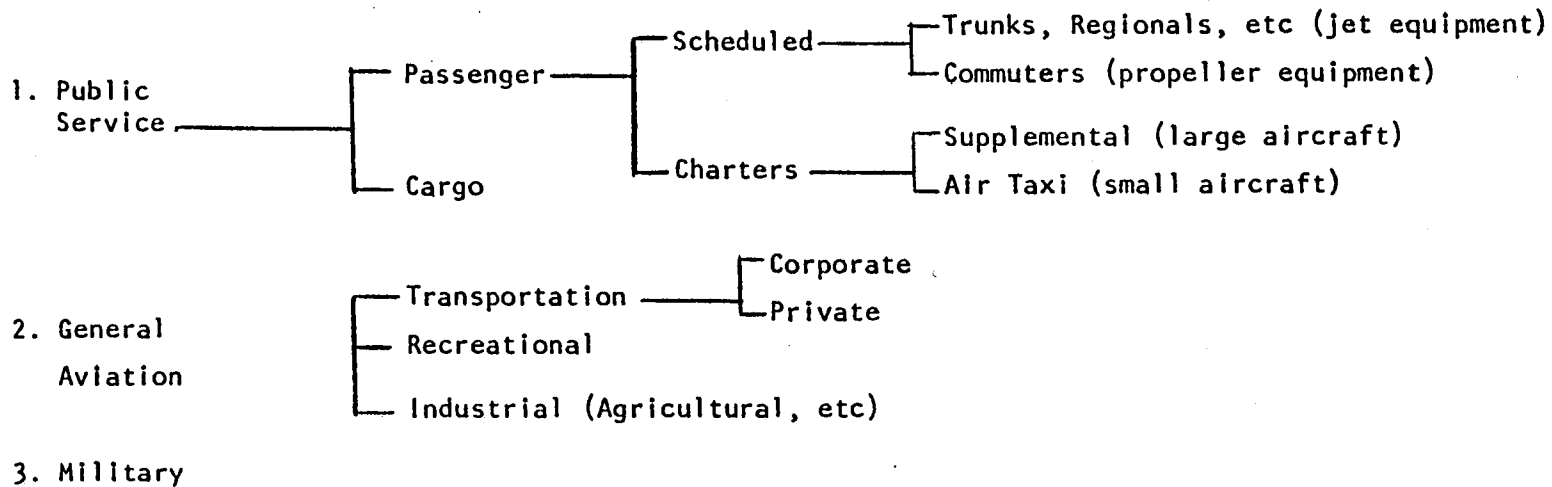 1. Public
Service
Passenger
Cargo
Scheduled
Charters
Trunks, Regionals, etc (jet equipment)
Commuters (propeller equipment)
Supplemental (large aircraft)
Air Taxi (small aircraft)
2. General
Aviation
Transportation
Recreational
Industrial (Agricultural, etc)
Corporate
Private
3. Military